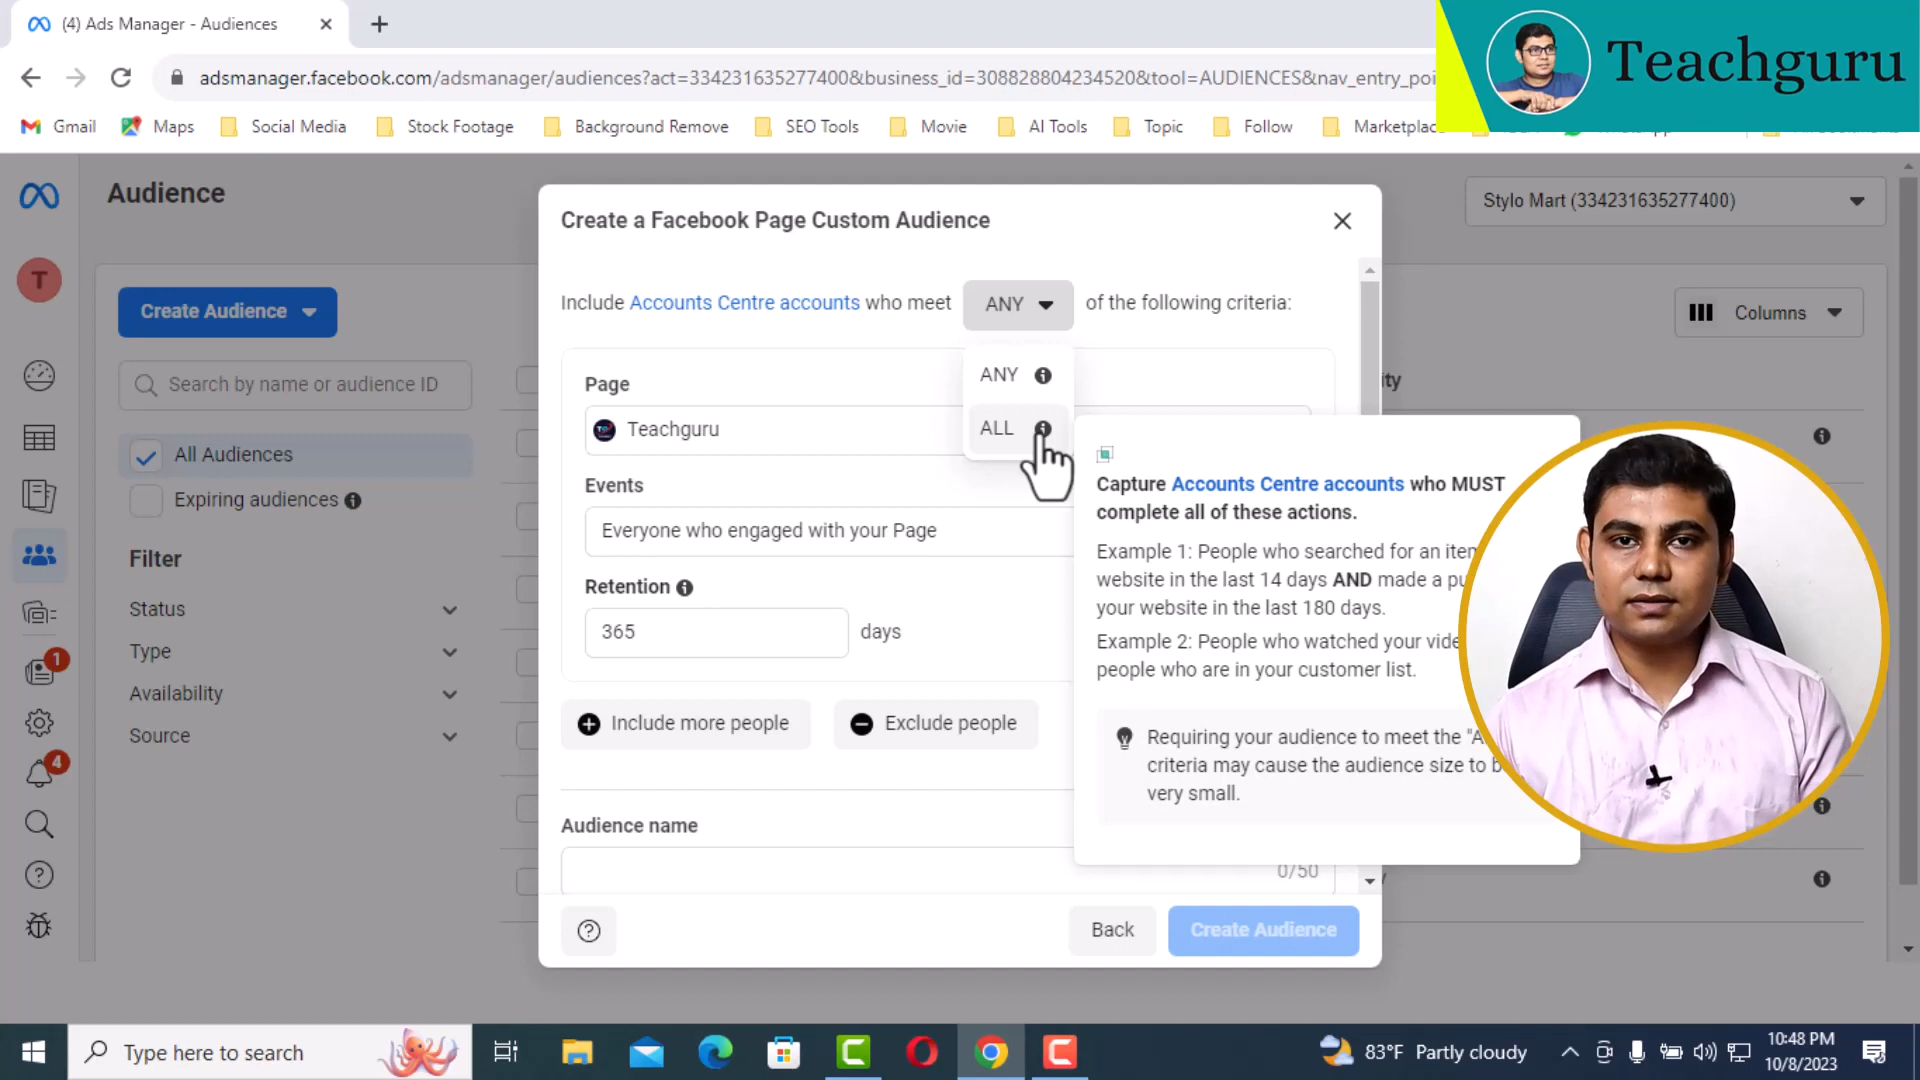 (4) Ads Manager - Audiences
adsmanager.facebook.com/adsmanager/audiences?act=334231635277400&business_id=308828804234520&tool=AUDIENCES&nav_entry_poi
Teachguru
Gmail
Maps
Social Media
Stock Footage
Background Remove
SEO Tools
Movie
AI Tools
Topic
Follow
Marketplace
Audience
Stylo Mart (334231635277400)
T
Create Audience
Columns
Search by name or audience ID
All Audiences
Expiring audiences
Filter
Status
Type
Availability
Source
1
4
Create a Facebook Page Custom Audience
Include Accounts Centre accounts who meet ANY of the following criteria:
ANY
ALL
Page
Teachguru
Events
Everyone who engaged with your Page
Retention
365 days
Include more people
Exclude people
Audience name
0/50
Back
Create Audience
Capture Accounts Centre accounts who MUST
complete all of these actions.
Example 1: People who searched for an item
website in the last 14 days AND made a pu
your website in the last 180 days.
Example 2: People who watched your vide
people who are in your customer list.
Requiring your audience to meet the "A
criteria may cause the audience size to b
very small.
ity
Type here to search
83°F Partly cloudy
10:48 PM
10/8/2023